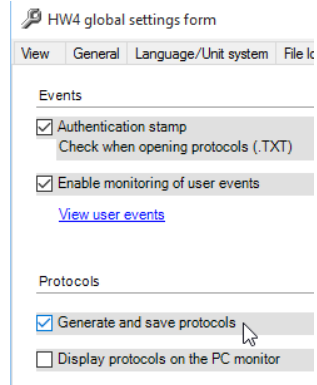 HW4 global settings form
View General Language/Unit system File lo
Events
Authentication stamp
Check when opening protocols (.TXT)
Enable monitoring of user events
View user events
Protocols
Generate and save protocols
Display protocols on the PC monitor